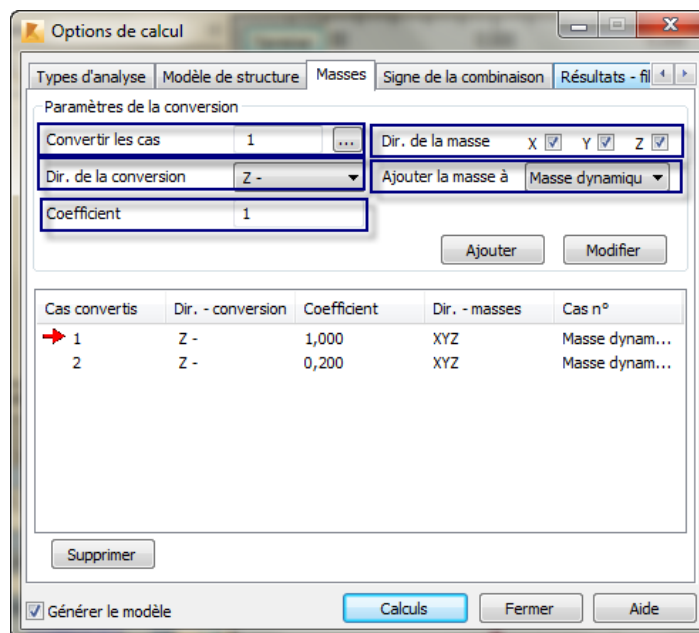 Options de calcul
Types d'analyse Modèle de structure Masses Signe de la combinaison Résultats - fil
Paramètres de la conversion
Convertir les cas 1 ... Dir. de la masse X Y Z
Dir. de la conversion Z - Ajouter la masse à Masse dynamiqu
Coefficient 1
Ajouter Modifier
Cas convertis Dir. - conversion Coefficient Dir. - masses Cas n°
1 Z - 1,000 XYZ Masse dynam...
2 Z - 0,200 XYZ Masse dynam...
Supprimer
Générer le modèle Calculs Fermer Aide